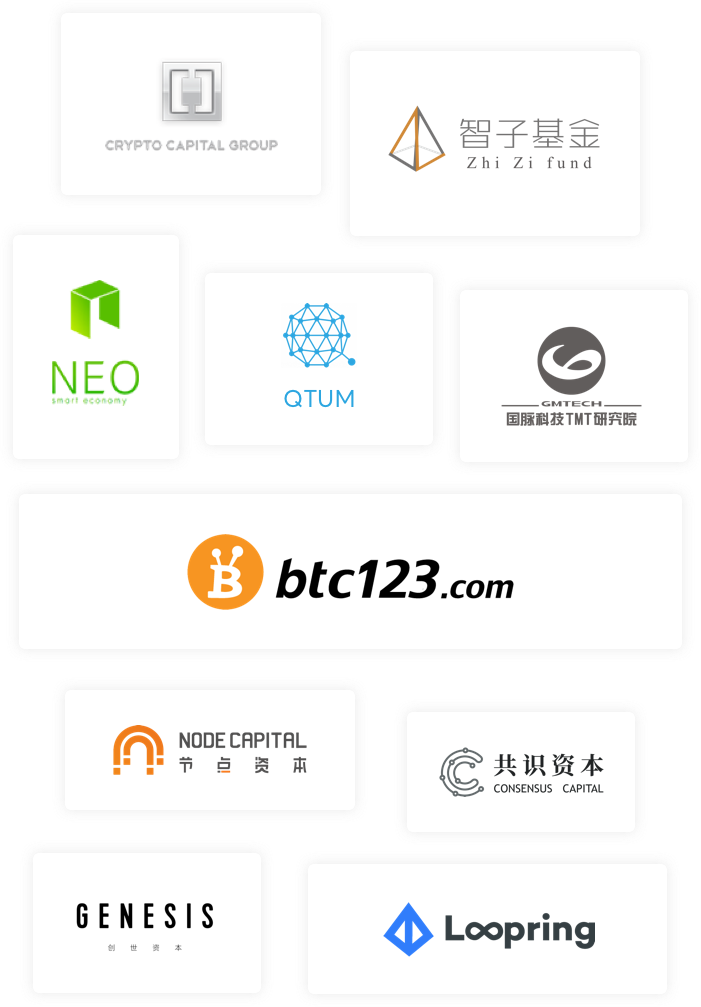 CRYPTO CAPITAL GROUP
智子基金
Zhi Zi fund
NEO
smart economy
QTUM
GMTECH
国脉科技TMT研究院
btc123.com
NODE CAPITAL
节点资本
共识资本
CONSENSUS CAPITAL
GENESIS
创世资本
Loopring